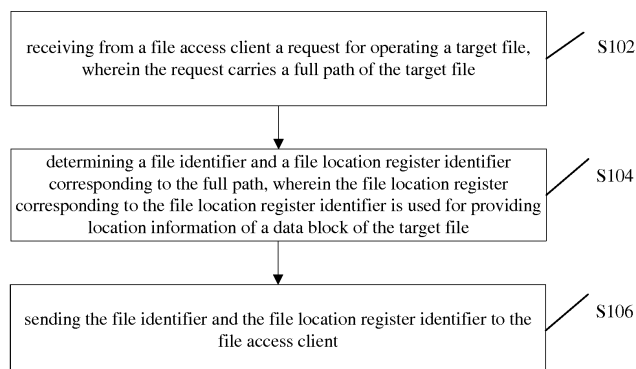 receiving from a file access client a request for operating a target file,
wherein the request carries a full path of the target file
S102
determining a file identifier and a file location register identifier
corresponding to the full path, wherein the file location register
corresponding to the file location register identifier is used for providing
location information of a data block of the target file
S104
sending the file identifier and the file location register identifier to the
file access client
S106